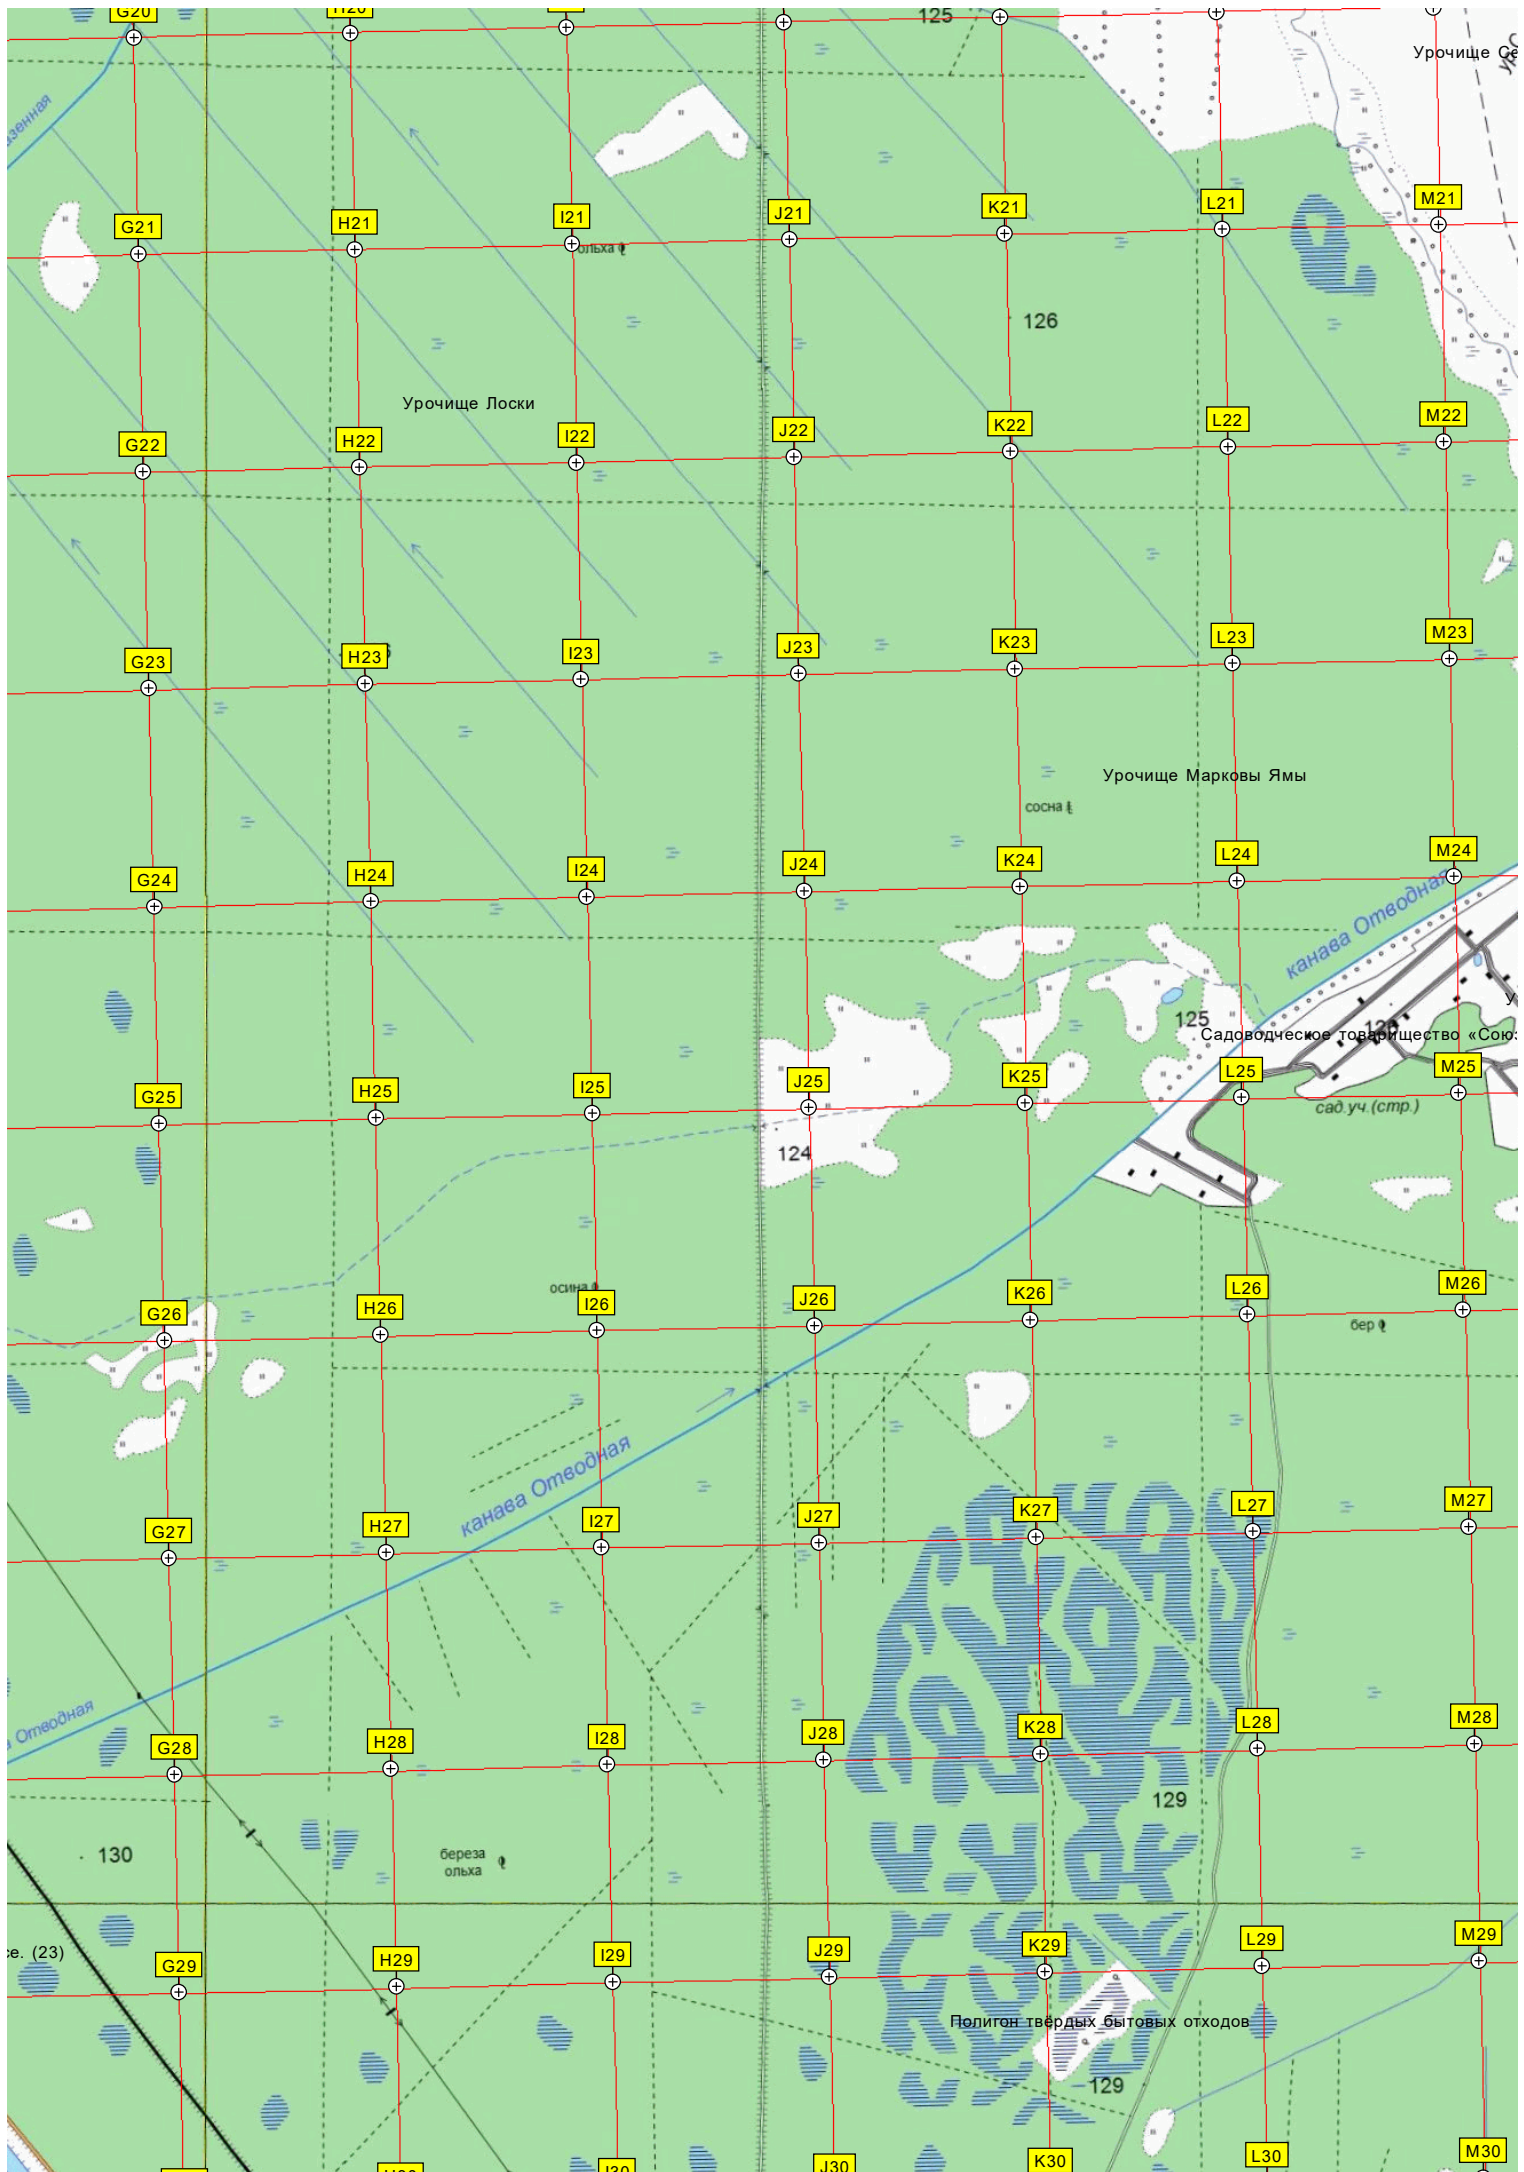 G20
125
Урочище
G21
H21
I21
J21
K21
L21
M21
ольха
126
Урочище Лоски
G22
H22
I22
J22
K22
L22
M22
G23
H23
I23
J23
K23
L23
M23
Урочище Марковы Ямы
сосна
G24
H24
I24
J24
K24
L24
M24
канава Отводная
125
Садоводческое товарищество «Сою
G25
H25
I25
J25
K25
L25
M25
сад.уч.(стр.)
124
осина
G26
H26
I26
J26
K26
L26
M26
бер
канава Отводная
G27
H27
I27
J27
K27
L27
M27
Отводная
G28
H28
I28
J28
K28
L28
M28
129
130
береза
ольха
се. (23)
G29
H29
I29
J29
K29
L29
M29
Полигон твёрдых бытовых отходов
129
J30
K30
L30
M30